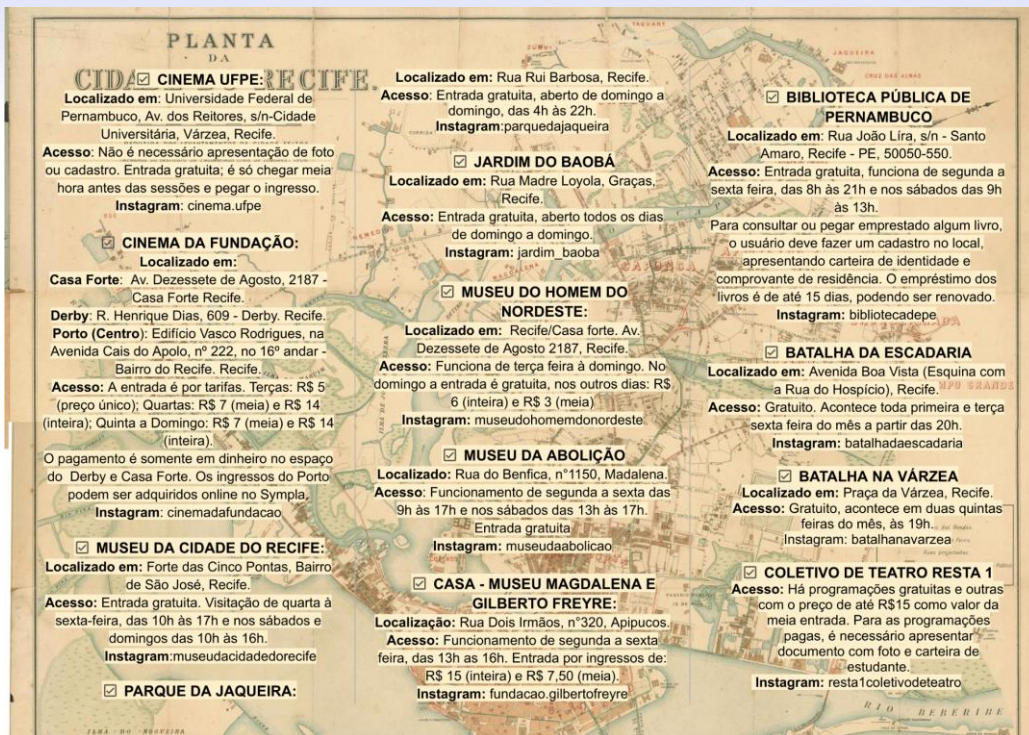 PLANTA
DA
CIDADE DO RECIFE.
☑ CINEMA UFPE:
Localizado em: Universidade Federal de
Pernambuco, Av. dos Reitores, s/n-Cidade
Universitária, Várzea, Recife.
Acesso: Não é necessário apresentação de foto
ou cadastro. Entrada gratuita; é só chegar meia
hora antes das sessões e pegar o ingresso.
Instagram: cinema.ufpe
☑ CINEMA DA FUNDAÇÃO:
Localizado em:
Casa Forte: Av. Dezessete de Agosto, 2187 -
Casa Forte Recife.
Derby: R. Henrique Dias, 609 - Derby. Recife.
Porto (Centro): Edifício Vasco Rodrigues, na
Avenida Cais do Apolo, nº 222, no 16º andar -
Bairro do Recife. Recife.
Acesso: A entrada é por tarifas. Terças: R$ 5
(preço único); Quartas: R$ 7 (meia) e R$ 14
(inteira); Quinta a Domingo: R$ 7 (meia) e R$ 14
(inteira).
O pagamento é somente em dinheiro no espaço
do Derby e Casa Forte. Os ingressos do Porto
podem ser adquiridos online no Sympla.
Instagram: cinemadafundacao
☑ MUSEU DA CIDADE DO RECIFE:
Localizado em: Forte das Cinco Pontas, Bairro
de São José, Recife.
Acesso: Entrada gratuita. Visitação de quarta à
sexta-feira, das 10h às 17h e nos sábados e
domingos das 10h às 16h.
Instagram:museudacidadedorecife
☑ PARQUE DA JAQUEIRA:
Localizado em: Rua Rui Barbosa, Recife.
Acesso: Entrada gratuita, aberto de domingo a
domingo, das 4h às 22h.
Instagram:parquedajaqueira
☑ JARDIM DO BAOBÁ
Localizado em: Rua Madre Loyola, Graças,
Recife.
Acesso: Entrada gratuita, aberto todos os dias
de domingo a domingo.
Instagram: jardim_baoba
☑ MUSEU DO HOMEM DO
NORDESTE:
Localizado em: Recife/Casa forte. Av.
Dezessete de Agosto 2187, Recife.
Acesso: Funciona de terça feira à domingo. No
domingo a entrada é gratuita, nos outros dias: R$
6 (inteira) e R$ 3 (meia)
Instagram: museudohomemdonordeste
☑ MUSEU DA ABOLIÇÃO
Localizado: Rua do Benfica, n°1150, Madalena.
Acesso: Funcionamento de segunda a sexta das
9h às 17h e nos sábados das 13h às 17h.
Entrada gratuita
Instagram: museudaabolicao
☑ CASA - MUSEU MAGDALENA E
GILBERTO FREYRE:
Localização: Rua Dois Irmãos, n°320, Apipucos.
Acesso: Funcionamento de segunda a sexta
feira, das 13h as 16h. Entrada por ingressos de:
R$ 15 (inteira) e R$ 7,50 (meia).
Instagram: fundacao.gilbertofreyre
☑ BIBLIOTECA PÚBLICA DE
PERNAMBUCO
Localizado em: Rua João Líra, s/n - Santo
Amaro, Recife - PE, 50050-550.
Acesso: Entrada gratuita, funciona de segunda a
sexta feira, das 8h às 21h e nos sábados das 9h
às 13h.
Para consultar ou pegar emprestado algum livro,
o usuário deve fazer um cadastro no local,
apresentando carteira de identidade e
comprovante de residência. O empréstimo dos
livros é de até 15 dias, podendo ser renovado.
Instagram: bibliotecadepe
☑ BATALHA DA ESCADARIA
Localizado em: Avenida Boa Vista (Esquina com
a Rua do Hospício), Recife.
Acesso: Gratuito. Acontece toda primeira e terça
sexta feira do mês a partir das 20h.
Instagram: batalhadaescadaria
☑ BATALHA NA VÁRZEA
Localizado em: Praça da Várzea, Recife.
Acesso: Gratuito, acontece em duas quintas
feiras do mês, às 19h.
Instagram: batalhanavarzea
☑ COLETIVO DE TEATRO RESTA 1
Acesso: Há programações gratuitas e outras
com o preço de até R$15 como valor da
meia entrada. Para as programações
pagas, é necessário apresentar
documento com foto e carteira de
estudante.
Instagram: resta1coletivodeteatro
TAQUARY
ZUMBY
JAQUEIRA
CRUZ DAS ALMAS
MAGDALENA
CAPUNGA
CAMPO GRANDE
RIO BEBERIBE
ILHA DO NOGUEIRA